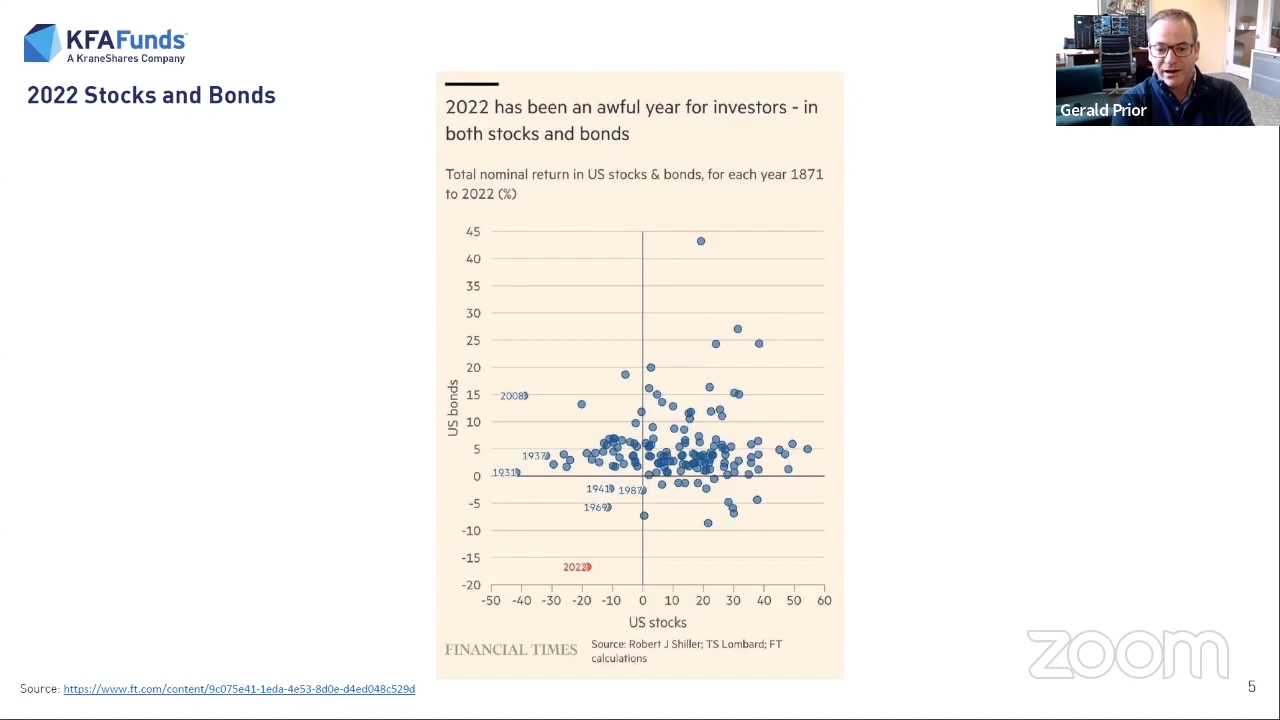 KFAFunds
A KraneShares Company
2022 Stocks and Bonds
Gerald Prior
2022 has been an awful year for investors - in
both stocks and bonds
Total nominal return in US stocks & bonds, for each year 1871
to 2022 (%)
45
40
35
30
25
20
15
10
5
0
-5
-10
-15
-20
US bonds
2008
1937
1931
1941
1987
1969
2022
-50 -40 -30 -20 -10 0 10 20 30 40 50 60
US stocks
FINANCIAL TIMES
Source: Robert J Shiller; TS Lombard; FT
calculations
zoom
Source: https://www.ft.com/content/9c075e41-1eda-4e53-8d0e-d4ed048c529d
5